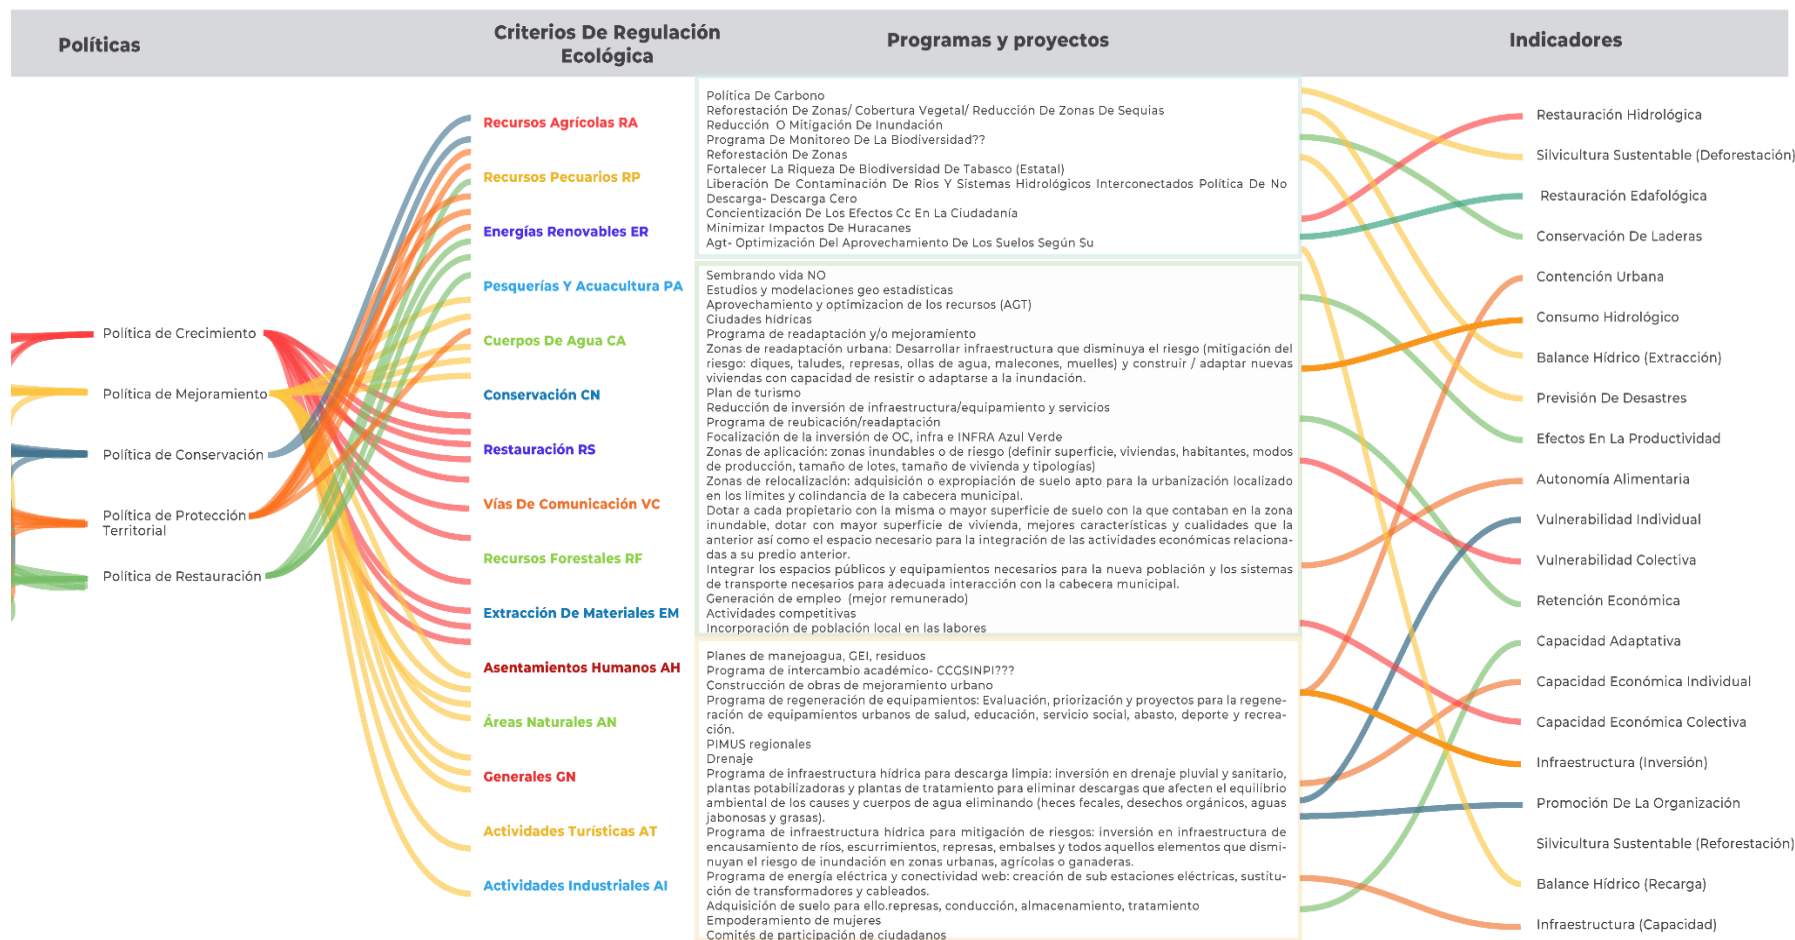 Políticas
Criterios De Regulación
Ecológica
Programas y proyectos
Indicadores
Política de Crecimiento
Política de Mejoramiento
Política de Conservación
Política de Protección
Territorial
Política de Restauración
Recursos Agrícolas RA
Recursos Pecuarios RP
Energías Renovables ER
Pesquerías Y Acuacultura PA
Cuerpos De Agua CA
Conservación CN
Restauración RS
Vías De Comunicación VC
Recursos Forestales RF
Extracción De Materiales EM
Asentamientos Humanos AH
Áreas Naturales AN
Generales GN
Actividades Turísticas AT
Actividades Industriales AI
Política De Carbono
Reforestación De Zonas/ Cobertura Vegetal/ Reducción De Zonas De Sequias
Reducción O Mitigación De Inundación
Programa De Monitoreo De La Biodiversidad??
Reforestación De Zonas
Fortalecer La Riqueza De Biodiversidad De Tabasco (Estatal)
Liberación De Contaminación De Rios Y Sistemas Hidrológicos Interconectados Política De No
Descarga- Descarga Cero
Concientización De Los Efectos Cc En La Ciudadanía
Minimizar Impactos De Huracanes
Agt- Optimización Del Aprovechamiento De Los Suelos Según Su
Sembrando vida NO
Estudios y modelaciones geo estadísticas
Aprovechamiento y optimizacion de los recursos (AGT)
Ciudades hídricas
Programa de readaptación y/o mejoramiento
Zonas de readaptación urbana: Desarrollar infraestructura que disminuya el riesgo (mitigación del
riesgo: diques, taludes, represas, ollas de agua, malecones, muelles) y construir / adaptar nuevas
viviendas con capacidad de resistir o adaptarse a la inundación.
Plan de turismo
Reducción de inversión de infraestructura/equipamiento y servicios
Programa de reubicación/readaptación
Focalización de la inversión de OC, infra e INFRA Azul Verde
Zonas de aplicación: zonas inundables o de riesgo (definir superficie, viviendas, habitantes, modos
de producción, tamaño de lotes, tamaño de vivienda y tipologías)
Zonas de relocalización: adquisición o expropiación de suelo apto para la urbanización localizado
en los límites y colindancia de la cabecera municipal.
Dotar a cada propietario con la misma o mayor superficie de suelo con la que contaban en la zona
inundable, dotar con mayor superficie de vivienda, mejores características y cualidades que la
anterior así como el espacio necesario para la integración de las actividades económicas relaciona-
das a su predio anterior.
Integrar los espacios públicos y equipamientos necesarios para la nueva población y los sistemas
de transporte necesarios para adecuada interacción con la cabecera municipal.
Generación de empleo (mejor remunerado)
Actividades competitivas
Incorporación de población local en las labores
Planes de manejoagua, GEI, residuos
Programa de intercambio académico- CCGSINPI???
Construcción de obras de mejoramiento urbano
Programa de regeneración de equipamientos: Evaluación, priorización y proyectos para la regene-
ración de equipamientos urbanos de salud, educación, servicio social, abasto, deporte y recrea-
ción.
PIMUS regionales
Drenaje
Programa de infraestructura hídrica para descarga limpia: inversión en drenaje pluvial y sanitario,
plantas potabilizadoras y plantas de tratamiento para eliminar descargas que afecten el equilibrio
ambiental de los causes y cuerpos de agua eliminando (heces fecales, desechos orgánicos, aguas
jabonosas y grasas).
Programa de infraestructura hídrica para mitigación de riesgos: inversión en infraestructura de
encausamiento de ríos, escurrimientos, represas, embalses y todos aquellos elementos que dismi-
nuyan el riesgo de inundación en zonas urbanas, agrícolas o ganaderas.
Programa de energía eléctrica y conectividad web: creación de sub estaciones eléctricas, sustitu-
ción de transformadores y cableados.
Adquisición de suelo para ello.represas, conducción, almacenamiento, tratamiento
Empoderamiento de mujeres
Comités de participación de ciudadanos
Restauración Hidrológica
Silvicultura Sustentable (Deforestación)
Restauración Edafológica
Conservación De Laderas
Contención Urbana
Consumo Hidrológico
Balance Hídrico (Extracción)
Previsión De Desastres
Efectos En La Productividad
Autonomía Alimentaria
Vulnerabilidad Individual
Vulnerabilidad Colectiva
Retención Económica
Capacidad Adaptativa
Capacidad Económica Individual
Capacidad Económica Colectiva
Infraestructura (Inversión)
Promoción De La Organización
Silvicultura Sustentable (Reforestación)
Balance Hídrico (Recarga)
Infraestructura (Capacidad)